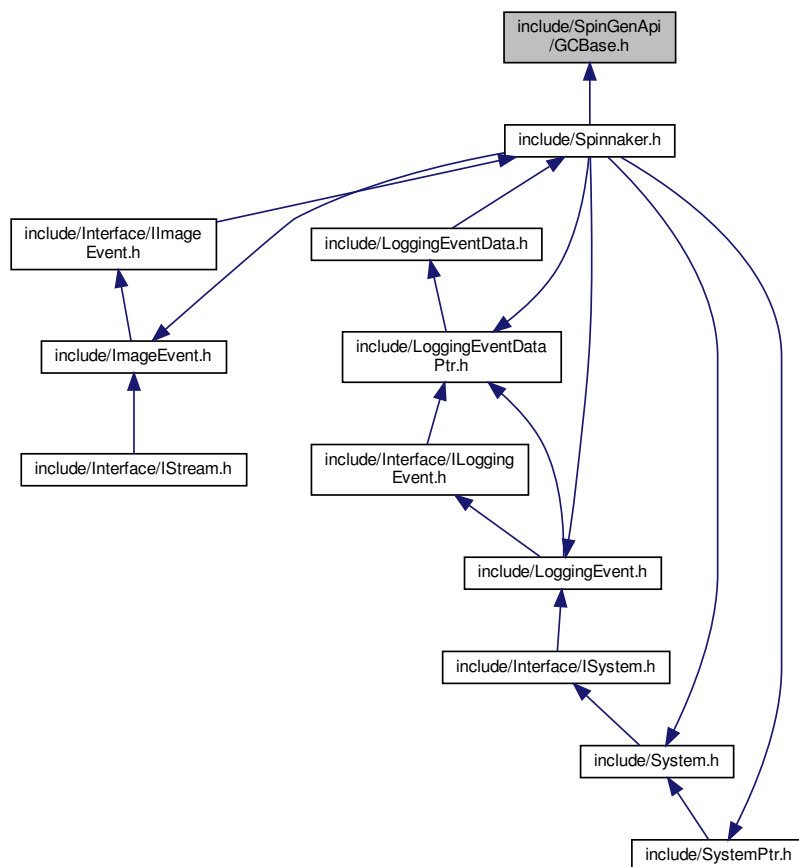 include/SpinGenApi
/GCBase.h
include/Spinnaker.h
include/Interface/IImage
Event.h
include/LoggingEventData.h
include/ImageEvent.h
include/LoggingEventData
Ptr.h
include/Interface/IStream.h
include/Interface/ILogging
Event.h
include/LoggingEvent.h
include/Interface/ISystem.h
include/System.h
include/SystemPtr.h